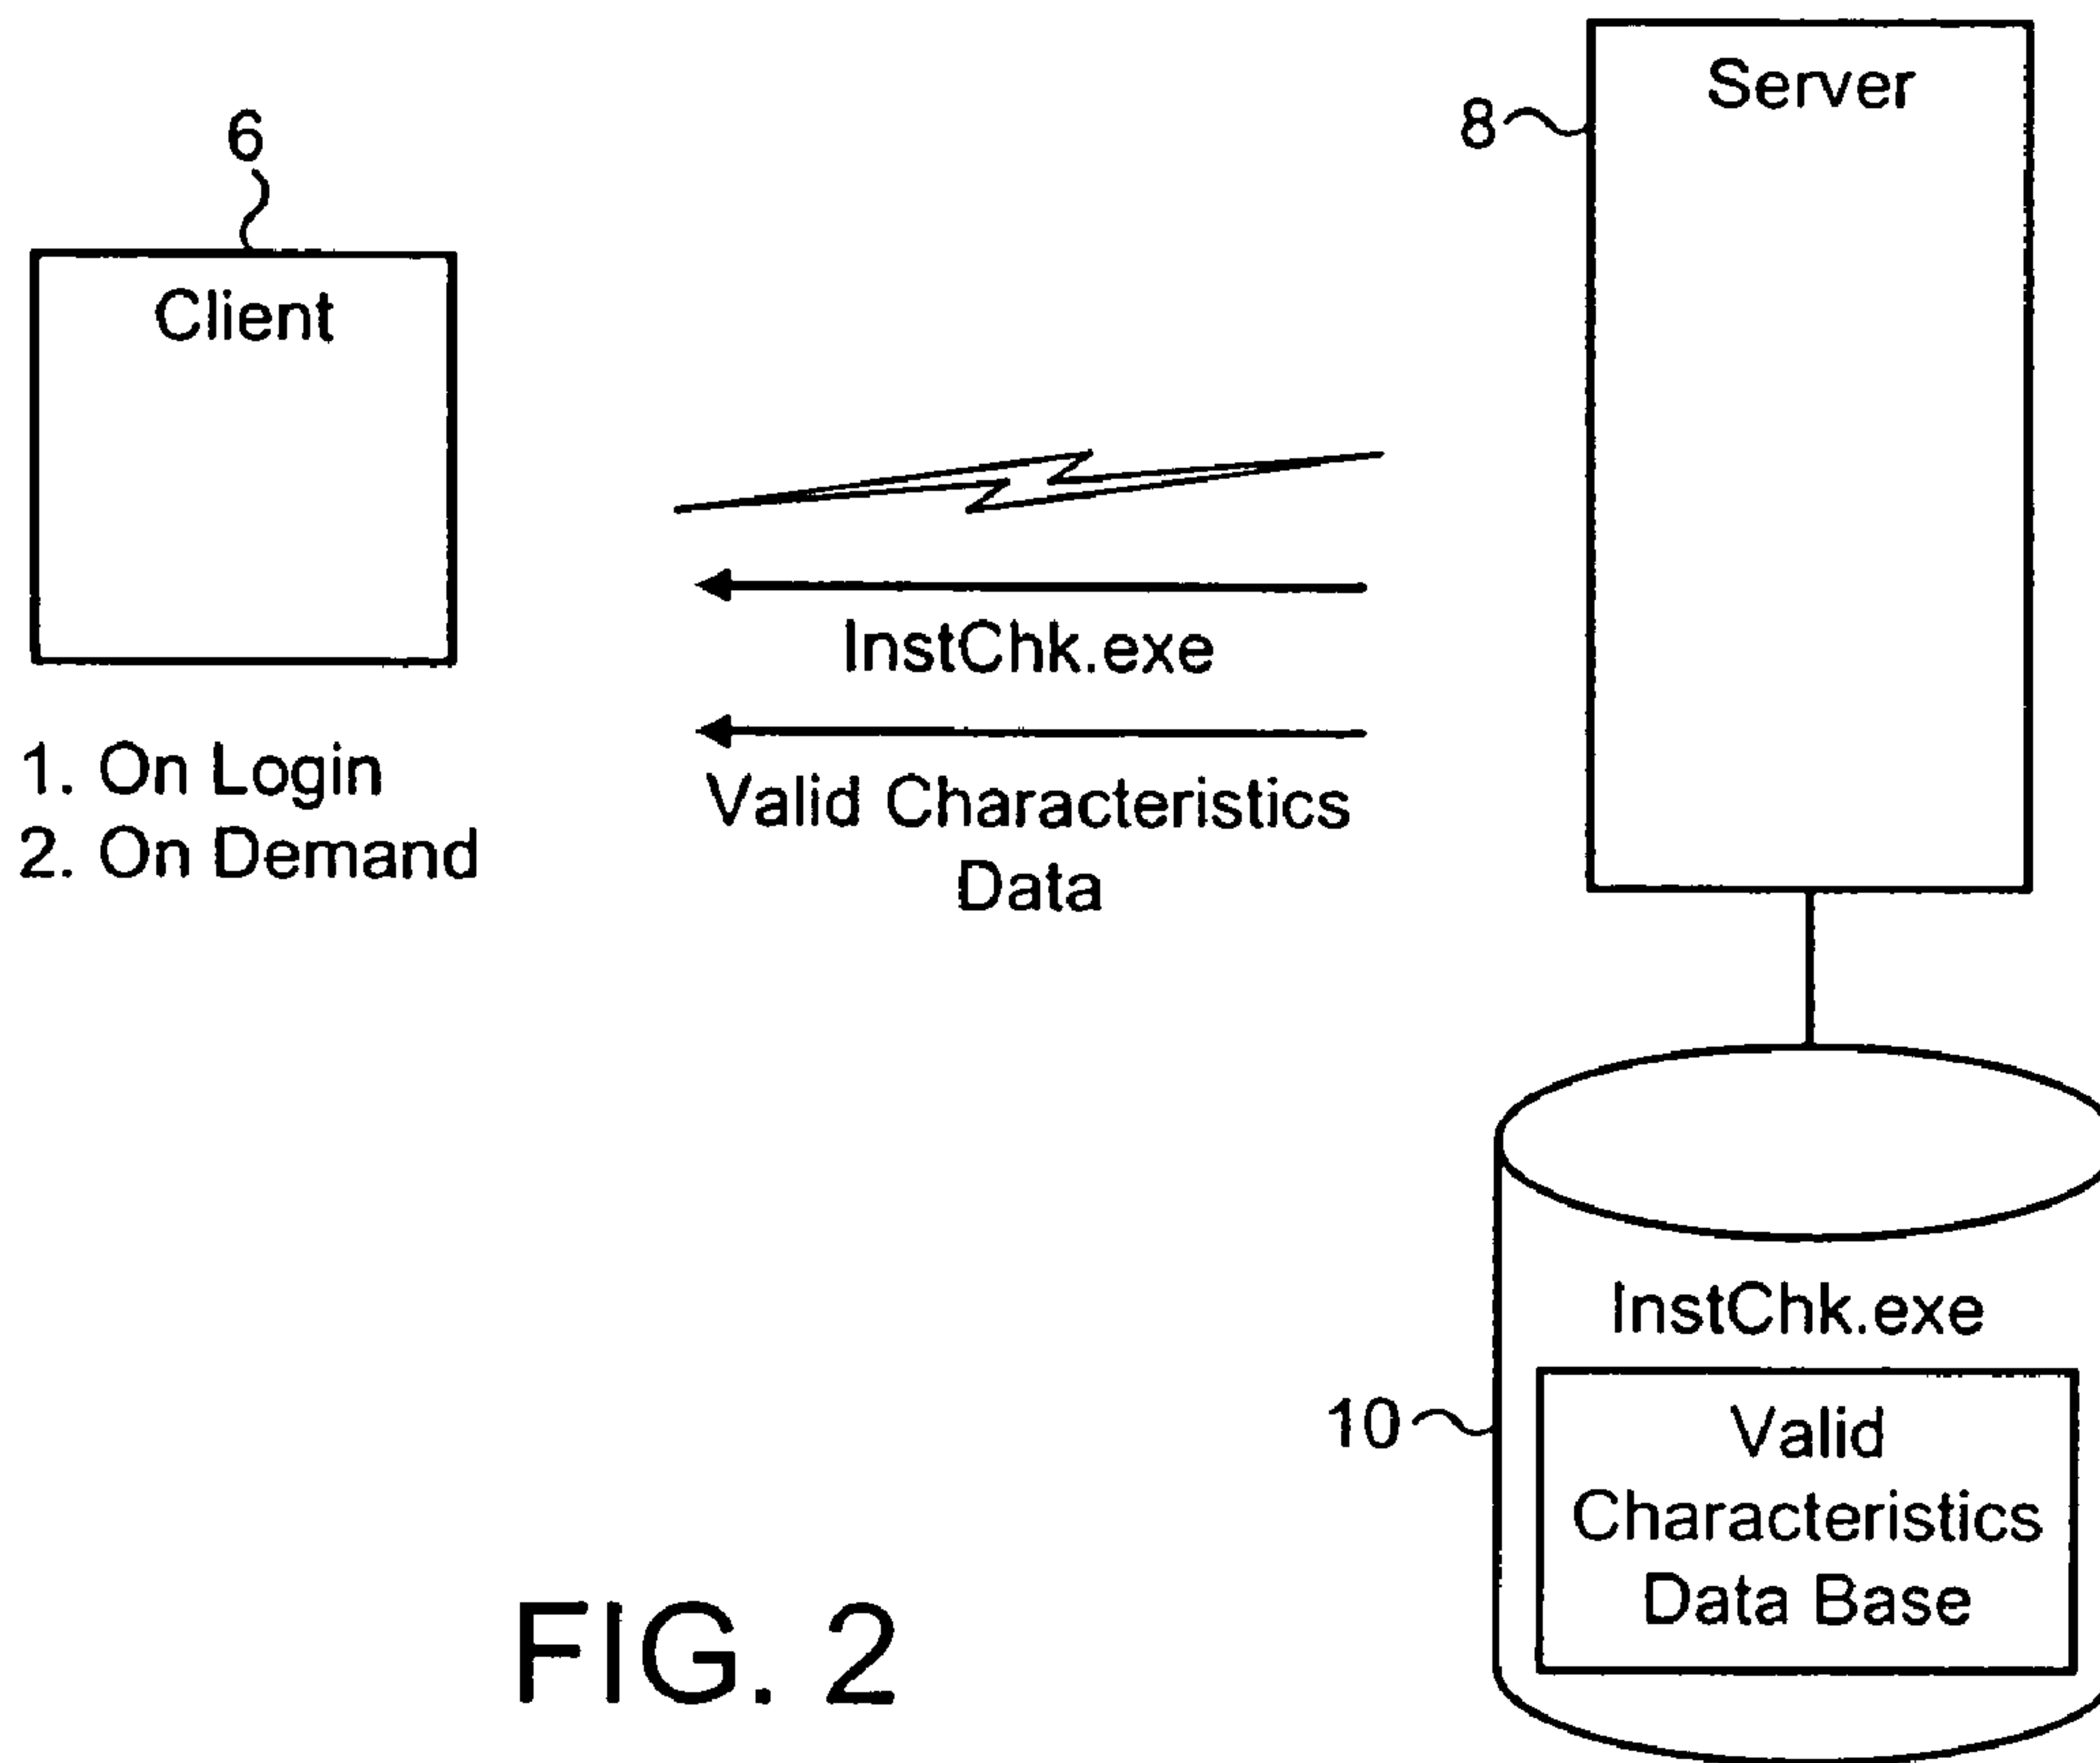 6
Client
1. On Login
2. On Demand
InstChk.exe
Valid Characteristics
Data
8
Server
InstChk.exe
10
Valid
Characteristics
Data Base
FIG. 2